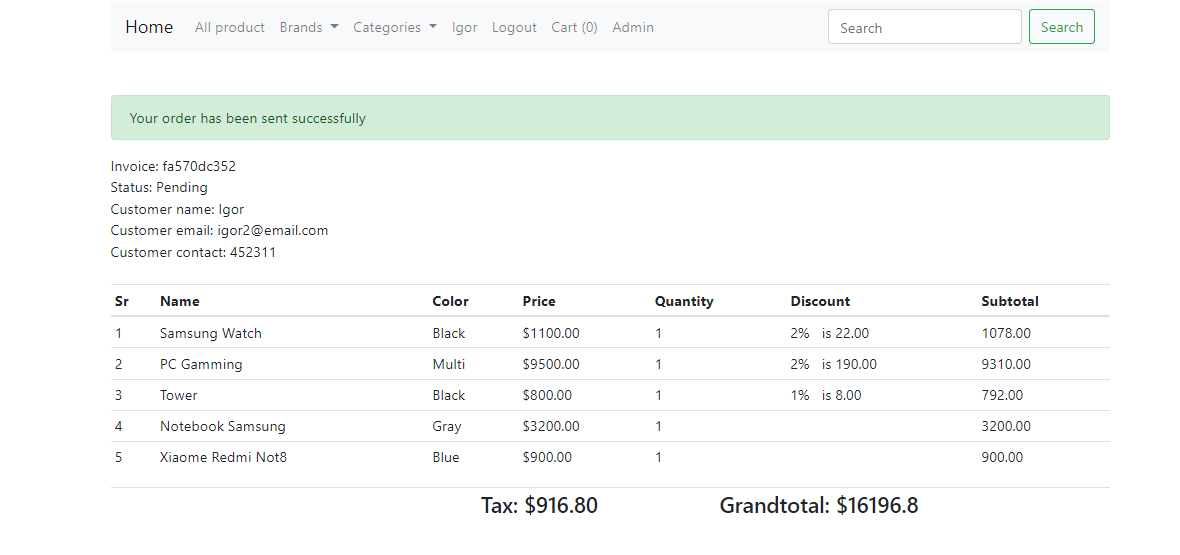 Home All product Brands Categories Igor Logout Cart (0) Admin Search Search
Your order has been sent successfully
Invoice: fa570dc352
Status: Pending
Customer name: Igor
Customer email: igor2@email.com
Customer contact: 452311
Sr Name Color Price Quantity Discount Subtotal
1 Samsung Watch Black $1100.00 1 2% is 22.00 1078.00
2 PC Gamming Multi $9500.00 1 2% is 190.00 9310.00
3 Tower Black $800.00 1 1% is 8.00 792.00
4 Notebook Samsung Gray $3200.00 1 3200.00
5 Xiaome Redmi Not8 Blue $900.00 1 900.00
Tax: $916.80 Grandtotal: $16196.8